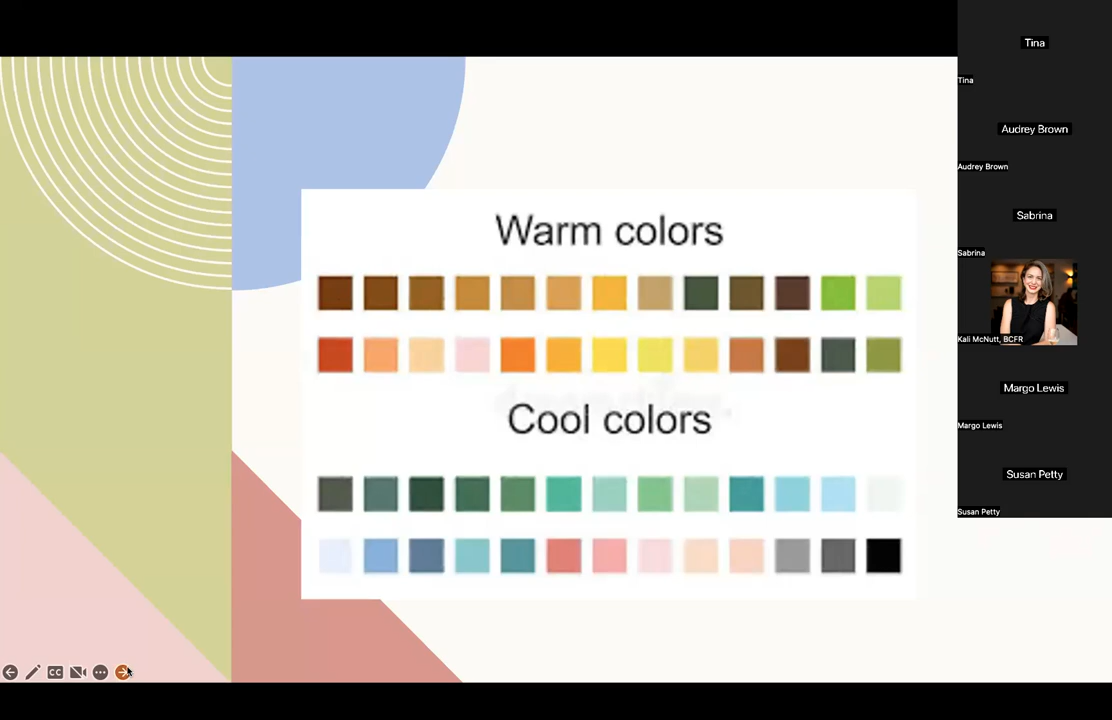 Warm colors
Cool colors
CC
Tina
Tina
Audrey Brown
Audrey Brown
Sabrina
Sabrina
Kali McNutt, BCFR
Margo Lewis
Margo Lewis
Susan Petty
Susan Petty